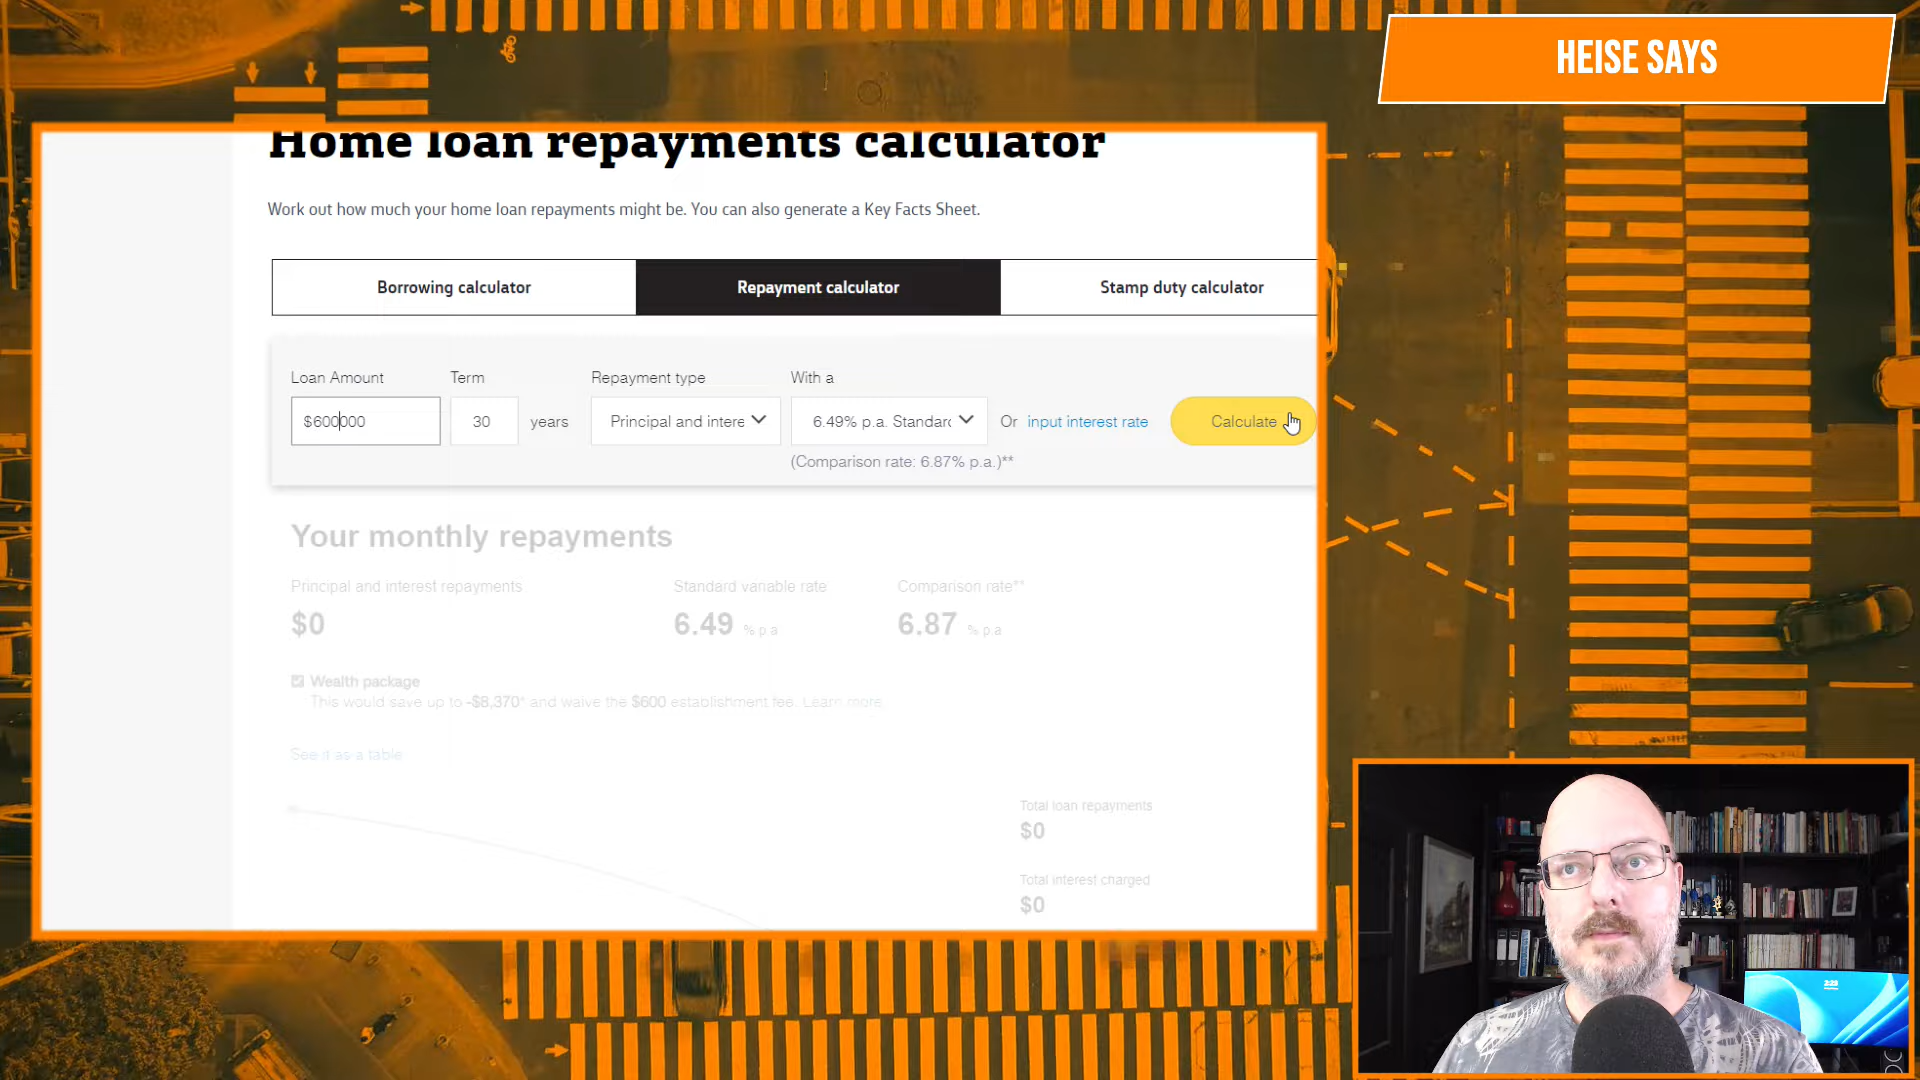 HEISE SAYS
Home loan repayments calculator
Work out how much your home loan repayments might be. You can also generate a Key Facts Sheet.
Borrowing calculator
Repayment calculator
Stamp duty calculator
Loan Amount
Term
Repayment type
With a
$600000
30
years
Principal and intere
6.49% p.a. Standarc
Or
input interest rate
Calculate
(Comparison rate: 6.87% p.a.)**
Your monthly repayments
Principal and interest repayments
Standard variable rate
Comparison rate**
$0
6.49 % p.a
6.87 % p.a
Wealth package
This would save up to -$8,370* and waive the $600 establishment fee. Learn more
See it as a table
Total loan repayments
$0
Total interest charged
$0